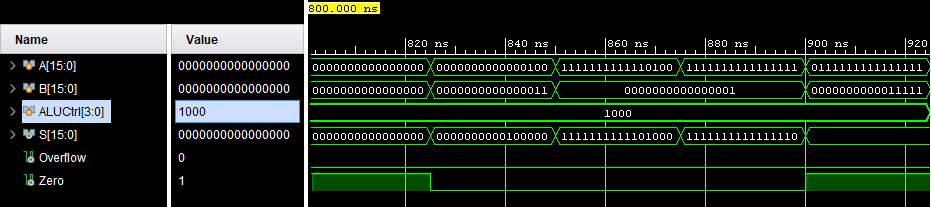 800.000 ns
Name Value 820 ns 840 ns 860 ns 880 ns 900 ns 920
A[15:0] 0000000000000000 0000000000000000 0000000000000100 1111111111110100 1111111111111111 0111111111111111
B[15:0] 0000000000000000 0000000000000000 0000000000000011 0000000000000001 0000000000011111
ALUCtrl[3:0] 1000 1000
S[15:0] 0000000000000000 0000000000000000 0000000000100000 1111111111101000 1111111111111110
Overflow 0
Zero 1